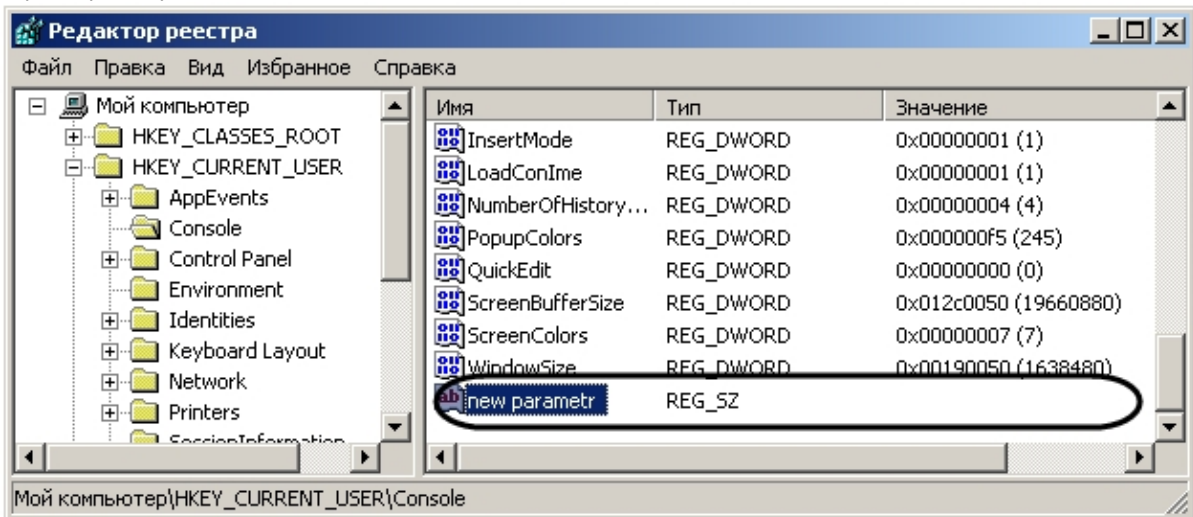 Редактор реестра
Файл Правка Вид Избранное Справка
Мой компьютер
HKEY_CLASSES_ROOT
HKEY_CURRENT_USER
AppEvents
Console
Control Panel
Environment
Identities
Keyboard Layout
Network
Printers
SessionInformation
Имя Тип Значение
InsertMode REG_DWORD 0x00000001 (1)
LoadConIme REG_DWORD 0x00000001 (1)
NumberOfHistory... REG_DWORD 0x00000004 (4)
PopupColors REG_DWORD 0x000000f5 (245)
QuickEdit REG_DWORD 0x00000000 (0)
ScreenBufferSize REG_DWORD 0x012c0050 (19660880)
ScreenColors REG_DWORD 0x00000007 (7)
WindowSize REG_DWORD 0x00190050 (1638480)
new parametr REG_SZ
Мой компьютер\HKEY_CURRENT_USER\Console